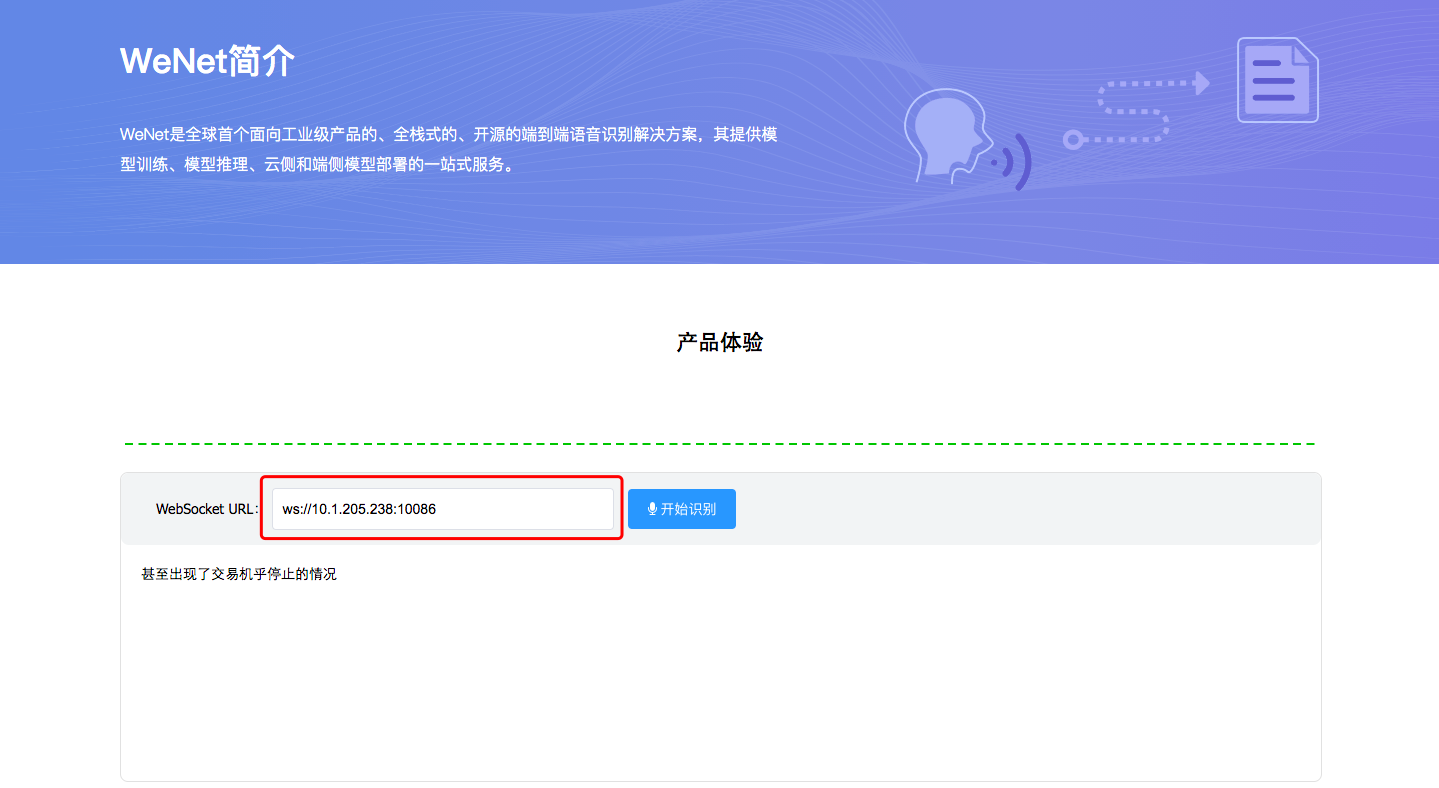 WeNet简介
WeNet是全球首个面向工业级产品的、全栈式的、开源的端到端语音识别解决方案，其提供模
型训练、模型推理、云侧和端侧模型部署的一站式服务。
产品体验
WebSocket URL： ws://10.1.205.238:10086 开始识别
甚至出现了交易机乎停止的情况